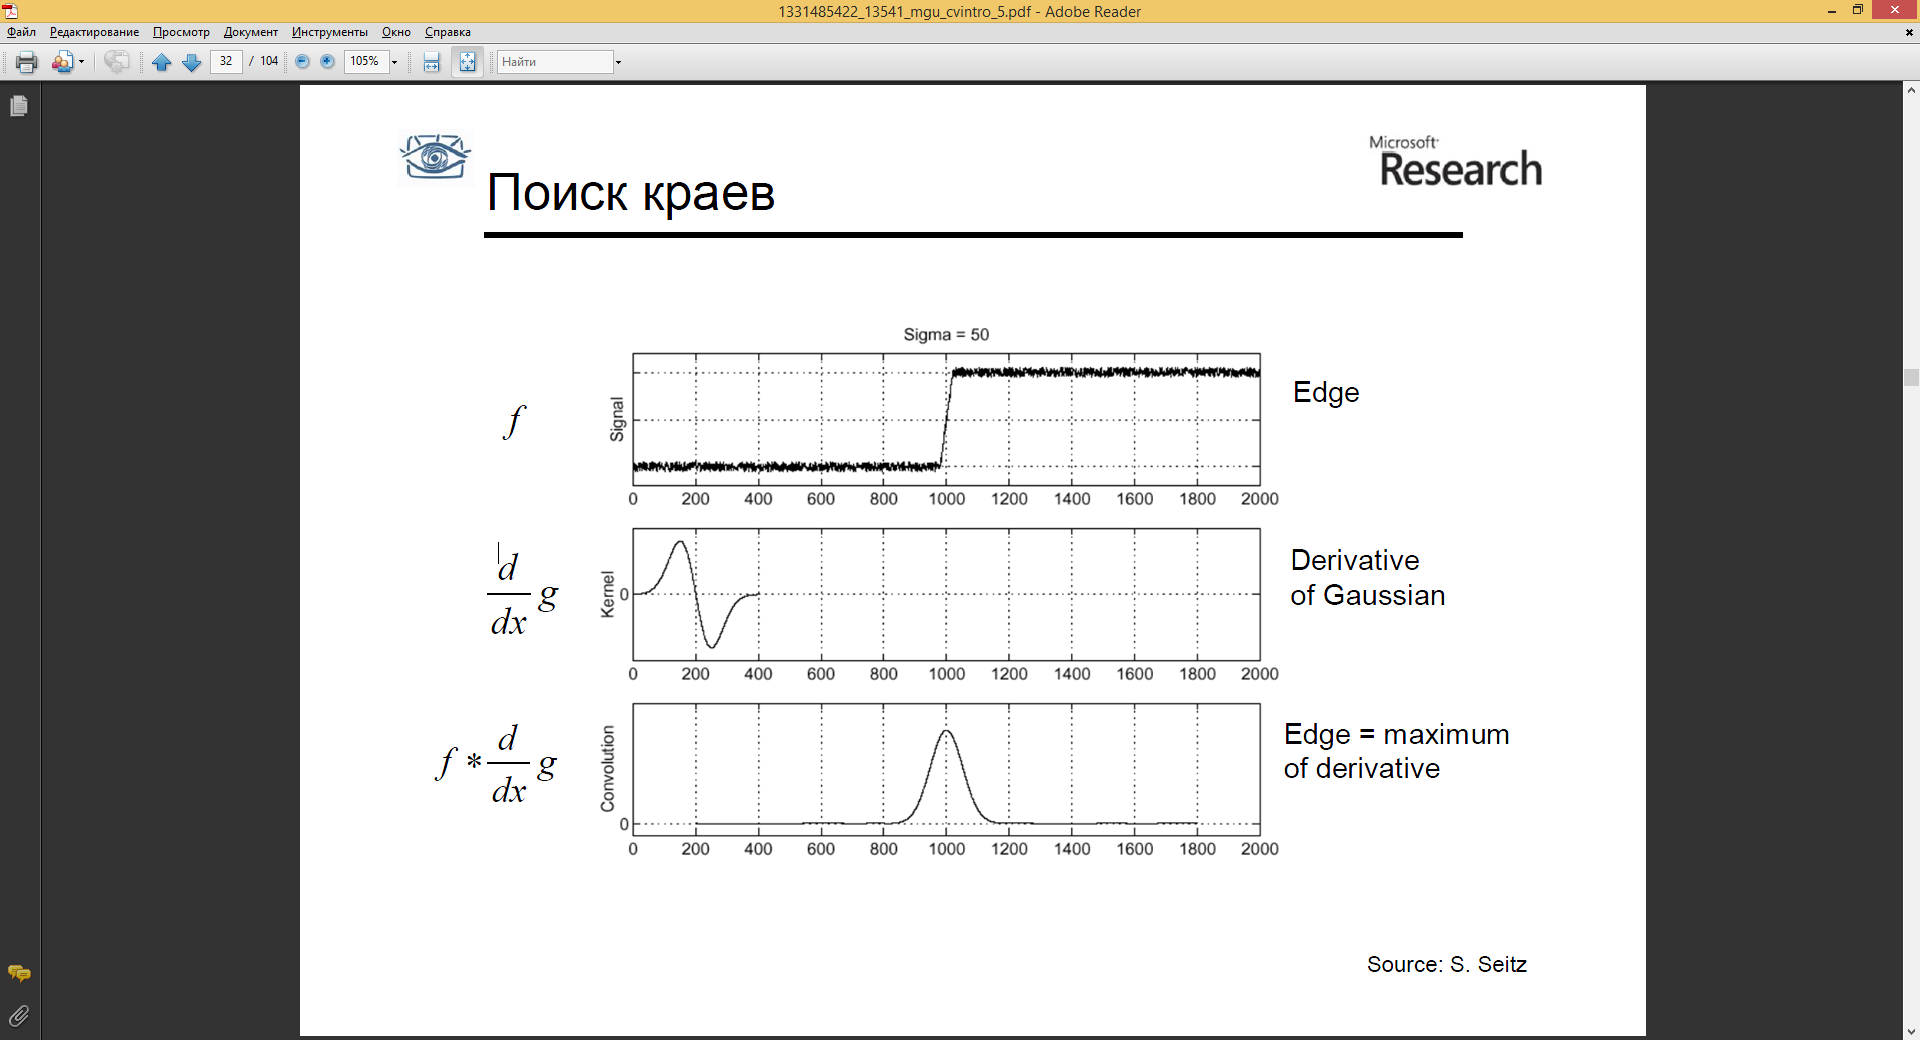 1331485422_13541_mgu_cvintro_5.pdf - Adobe Reader
Файл Редактирование Просмотр Документ Инструменты Окно Справка
32 / 104 105% Найти
Microsoft
Research
Поиск краев
Sigma = 50
f
Signal
Edge
0 200 400 600 800 1000 1200 1400 1600 1800 2000
d
dx
g
Kernel
0
Derivative
of Gaussian
0 200 400 600 800 1000 1200 1400 1600 1800 2000
f *
d
dx
g
Convolution
0
Edge = maximum
of derivative
0 200 400 600 800 1000 1200 1400 1600 1800 2000
Source: S. Seitz